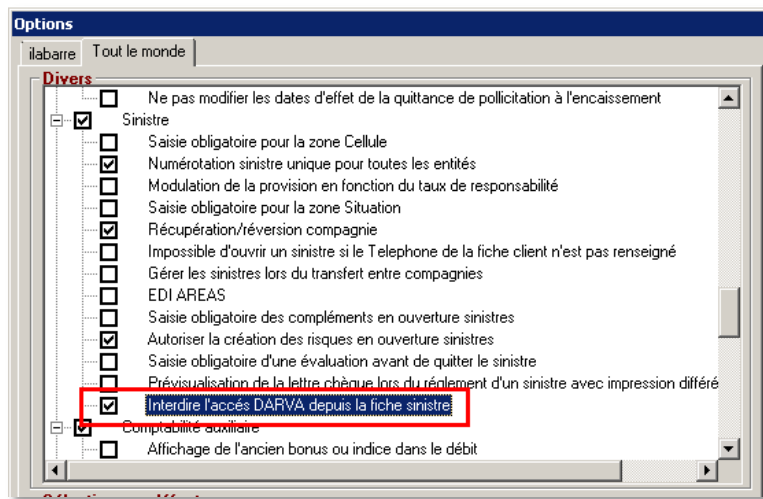 Options
ilabarre
Tout le monde
Divers
Ne pas modifier les dates d'effet de la quittance de pollicitation à l'encaissement
Sinistre
Saisie obligatoire pour la zone Cellule
Numérotation sinistre unique pour toutes les entités
Modulation de la provision en fonction du taux de responsabilité
Saisie obligatoire pour la zone Situation
Récupération/réversion compagnie
Impossible d'ouvrir un sinistre si le Telephone de la fiche client n'est pas renseigné
Gérer les sinistres lors du transfert entre compagnies
EDI AREAS
Saisie obligatoire des compléments en ouverture sinistres
Autoriser la création des risques en ouverture sinistres
Saisie obligatoire d'une évaluation avant de quitter le sinistre
Prévisualisation de la lettre chèque lors du réglement d'un sinistre avec impression différé
Interdire l'accés DARVA depuis la fiche sinistre
Comptabilité auxiliaire
Affichage de l'ancien bonus ou indice dans le débit